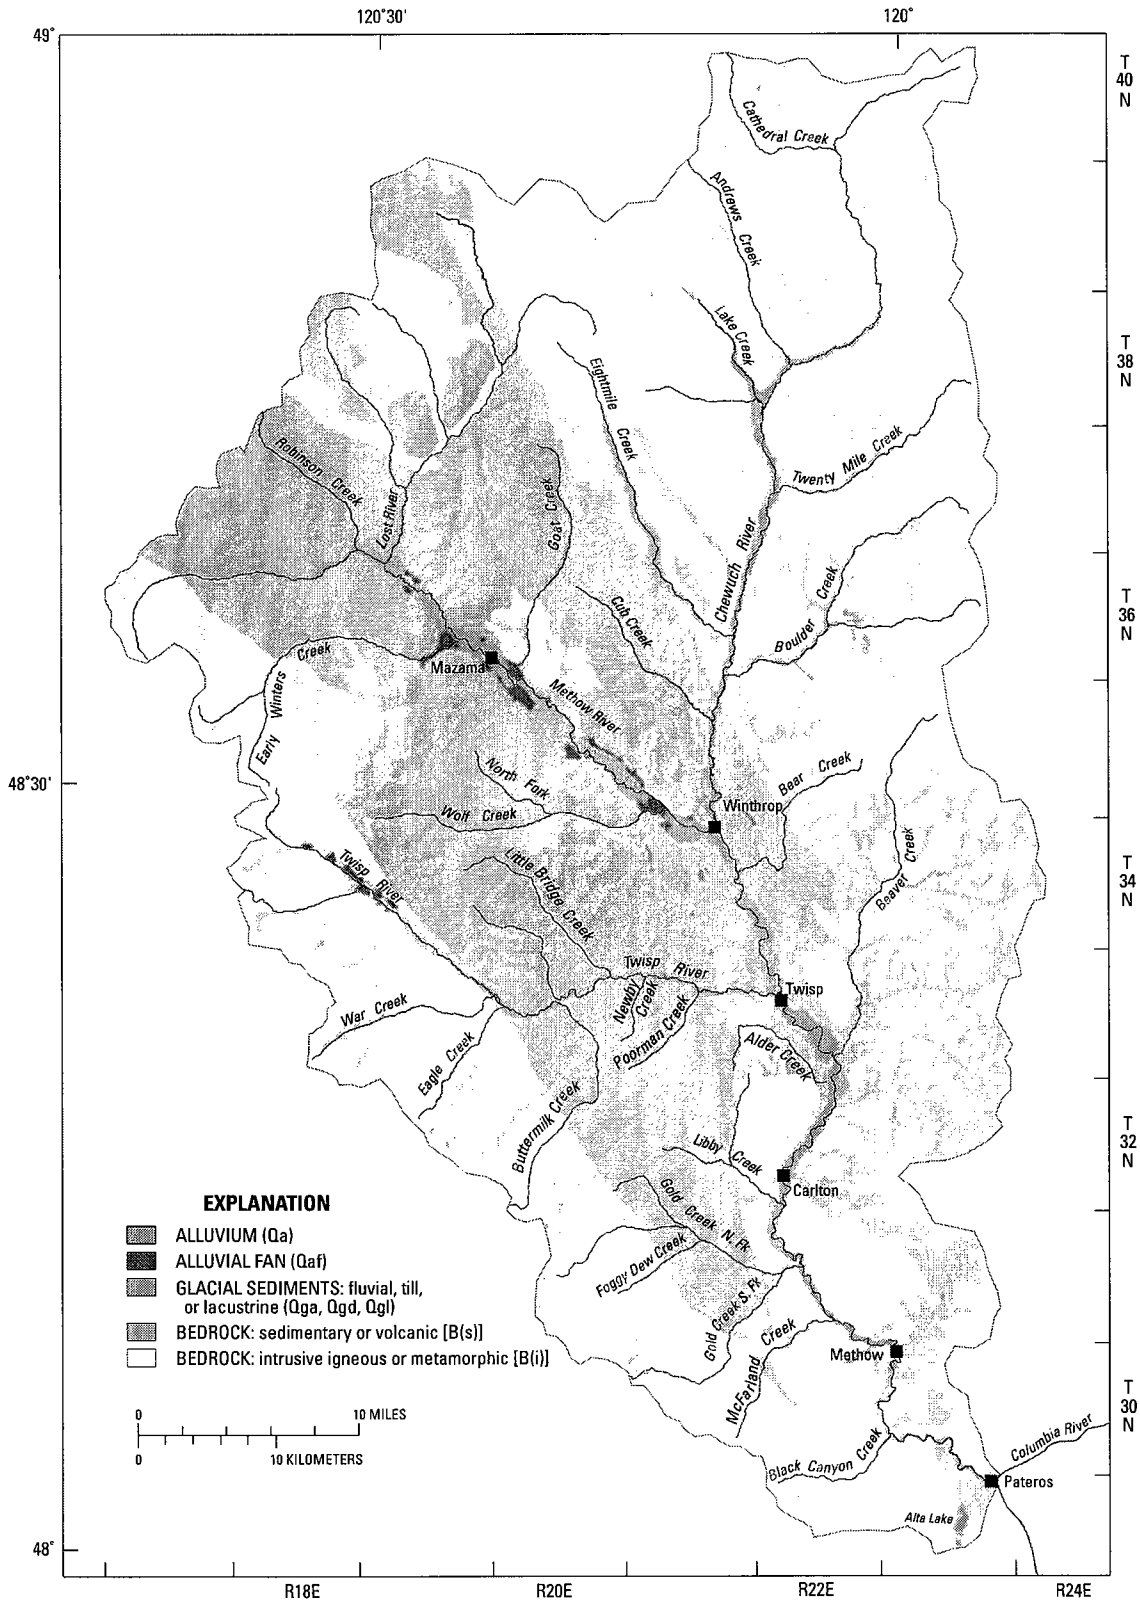 120°30'
120°
49°
T
40
N
Cathedral Creek
Andrews Creek
Lake Creek
T
38
N
Eightmile Creek
Robinson Creek
Lost River
Goat Creek
Twenty Mile Creek
Chewuch River
Cub Creek
Boulder Creek
T
36
N
Early Winters Creek
Mazama
Methow River
48°30'
North Fork
Wolf Creek
Bear Creek
Winthrop
Twisp River
Little Bridge Creek
Beaver Creek
T
34
N
Twisp River
Newby Creek
Poorman Creek
Twisp
War Creek
Eagle Creek
Alder Creek
Buttermilk Creek
Libby Creek
T
32
N
Carlton
Gold Creek N. Fk
Foggy Dew Creek
Gold Creek S. Fk
McFarland Creek
Methow
T
30
N
Black Canyon Creek
Columbia River
Pateros
Alta Lake
EXPLANATION
ALLUVIUM (Qa)
ALLUVIAL FAN (Qaf)
GLACIAL SEDIMENTS: fluvial, till,
or lacustrine (Qga, Qgd, Qgl)
BEDROCK: sedimentary or volcanic [B(s)]
BEDROCK: intrusive igneous or metamorphic [B(i)]
0 10 MILES
0 10 KILOMETERS
48°
R18E R20E R22E R24E